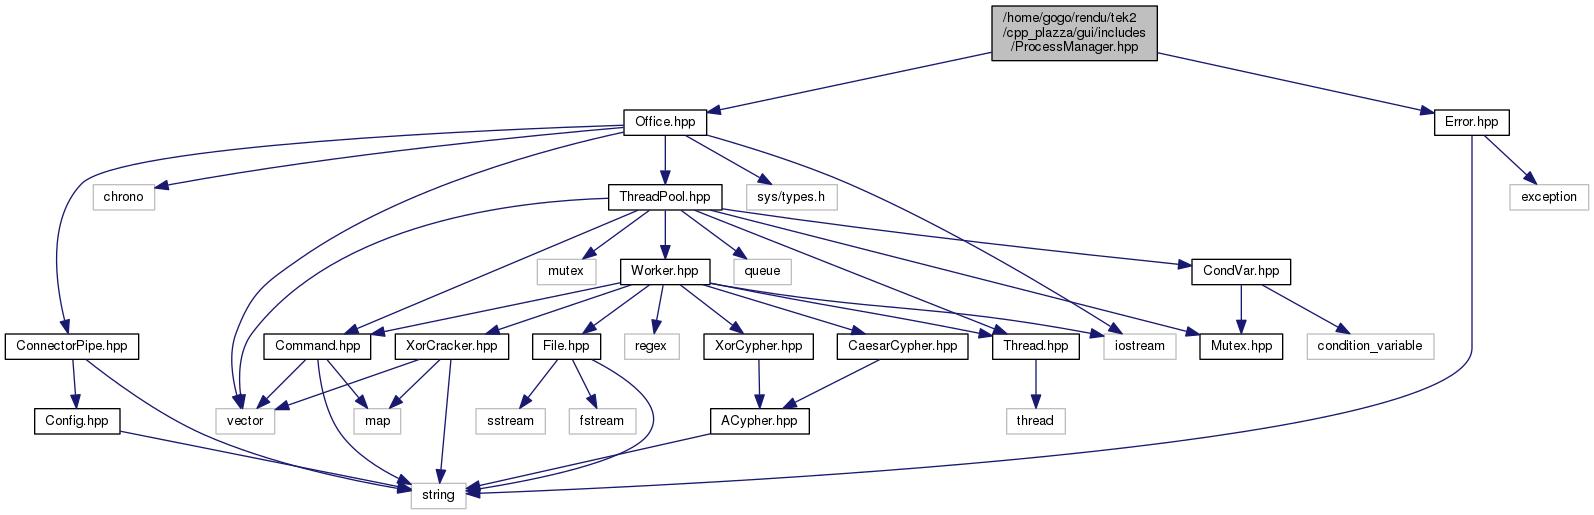 /home/gogo/rendu/tek2
/cpp_plazza/gui/includes
/ProcessManager.hpp
Office.hpp
Error.hpp
chrono
ThreadPool.hpp
sys/types.h
exception
mutex
Worker.hpp
queue
CondVar.hpp
ConnectorPipe.hpp
Command.hpp
XorCracker.hpp
File.hpp
regex
XorCypher.hpp
CaesarCypher.hpp
Thread.hpp
iostream
Mutex.hpp
condition_variable
Config.hpp
vector
map
sstream
fstream
ACypher.hpp
thread
string